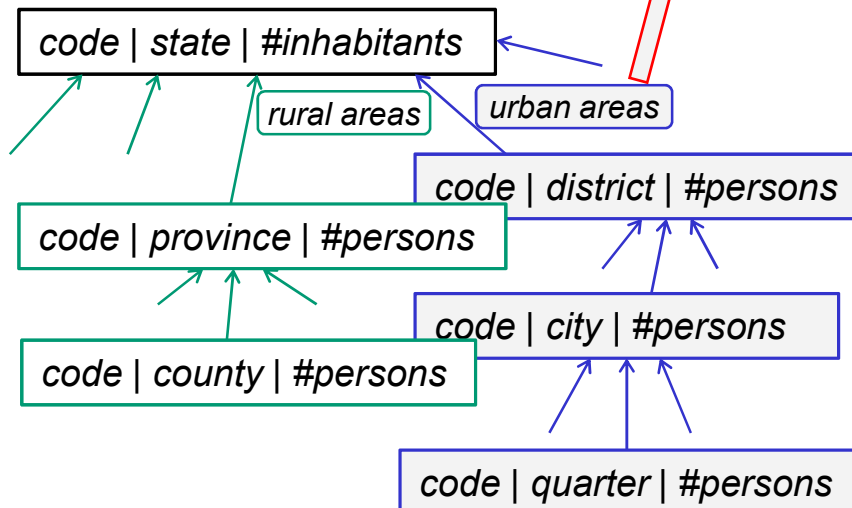 code | state | #inhabitants
rural areas
urban areas
code | district | #persons
code | province | #persons
code | city | #persons
code | county | #persons
code | quarter | #persons